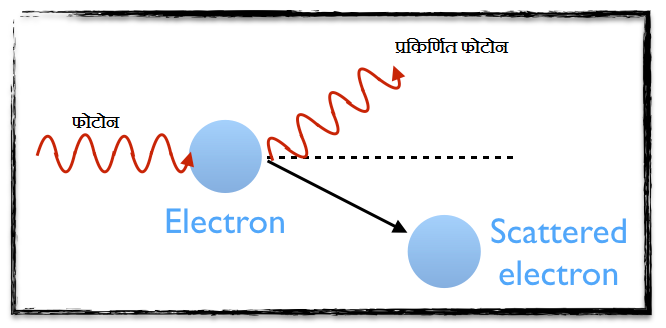 प्रकिर्णित फोटोन
फोटोन
Electron
Scattered
electron